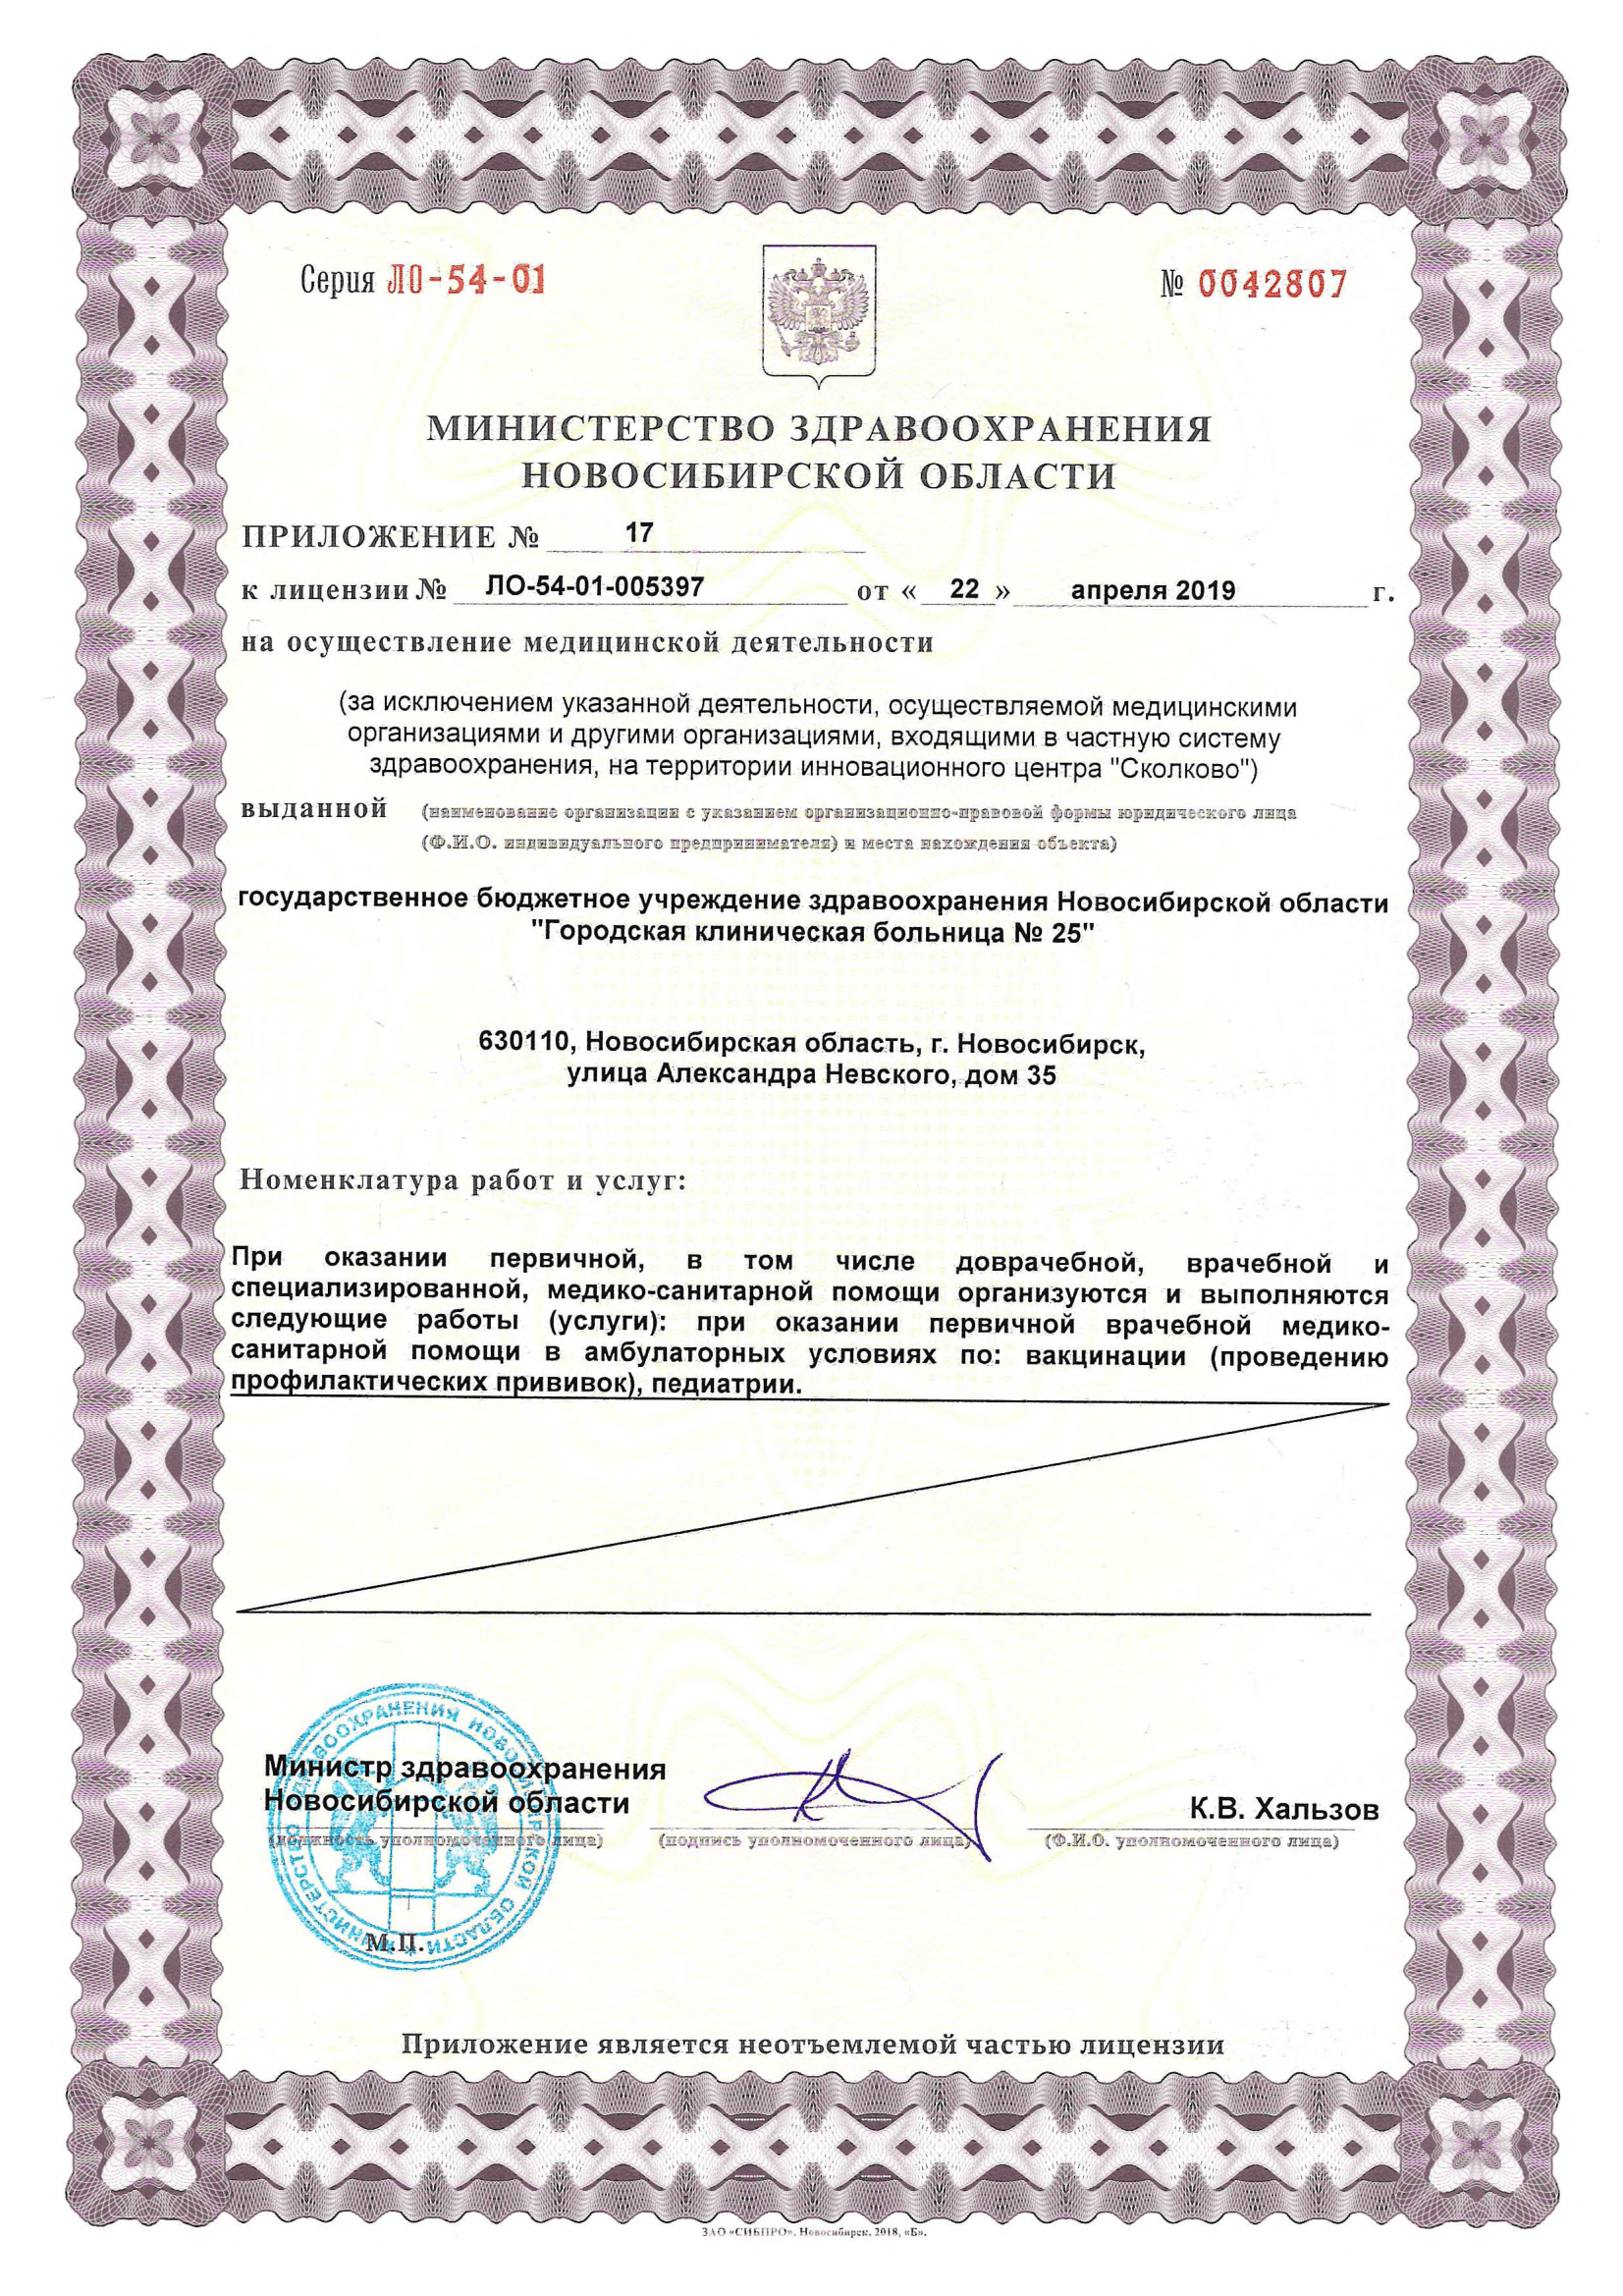 Серия ЛО-54-01
№ 0042807
МИНИСТЕРСТВО ЗДРАВООХРАНЕНИЯ
НОВОСИБИРСКОЙ ОБЛАСТИ
ПРИЛОЖЕНИЕ № 17
к лицензии № ЛО-54-01-005397 от « 22 » апреля 2019 г.
на осуществление медицинской деятельности
(за исключением указанной деятельности, осуществляемой медицинскими
организациями и другими организациями, входящими в частную систему
здравоохранения, на территории инновационного центра "Сколково")
выданной (наименование организации с указанием организационно-правовой формы юридического лица
(Ф.И.О. индивидуального предпринимателя) и места нахождения объекта)
государственное бюджетное учреждение здравоохранения Новосибирской области
"Городская клиническая больница № 25"
630110, Новосибирская область, г. Новосибирск,
улица Александра Невского, дом 35
Номенклатура работ и услуг:
При оказании первичной, в том числе доврачебной, врачебной и
специализированной, медико-санитарной помощи организуются и выполняются
следующие работы (услуги): при оказании первичной врачебной медико-
санитарной помощи в амбулаторных условиях по: вакцинации (проведению
профилактических прививок), педиатрии.
Министр здравоохранения
Новосибирской области
К.В. Хальзов
(должность уполномоченного лица)
(подпись уполномоченного лица)
(Ф.И.О. уполномоченного лица)
МИНИСТЕРСТВО ЗДРАВООХРАНЕНИЯ НОВОСИБИРСКОЙ ОБЛАСТИ
М.П.
Приложение является неотъемлемой частью лицензии
ЗАО «СИБПРО», Новосибирск, 2018, «Б».